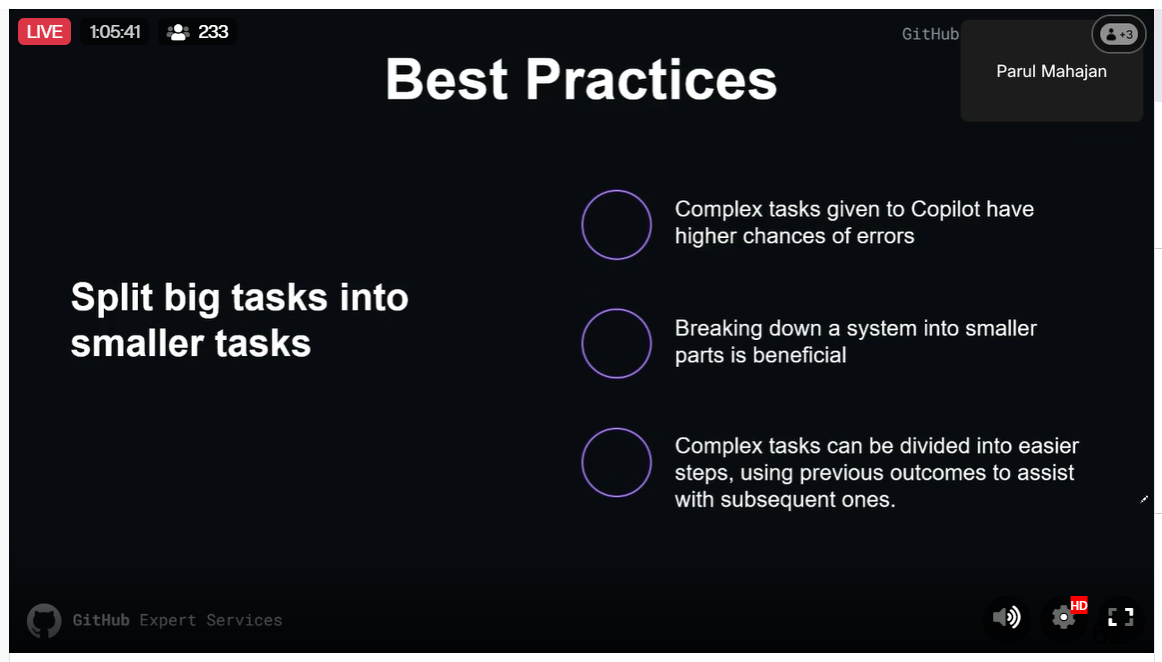 LIVE 1:05:41 233
GitHub
+3
Parul Mahajan
Best Practices
Split big tasks into
smaller tasks
Complex tasks given to Copilot have
higher chances of errors
Breaking down a system into smaller
parts is beneficial
Complex tasks can be divided into easier
steps, using previous outcomes to assist
with subsequent ones.
GitHub Expert Services
HD